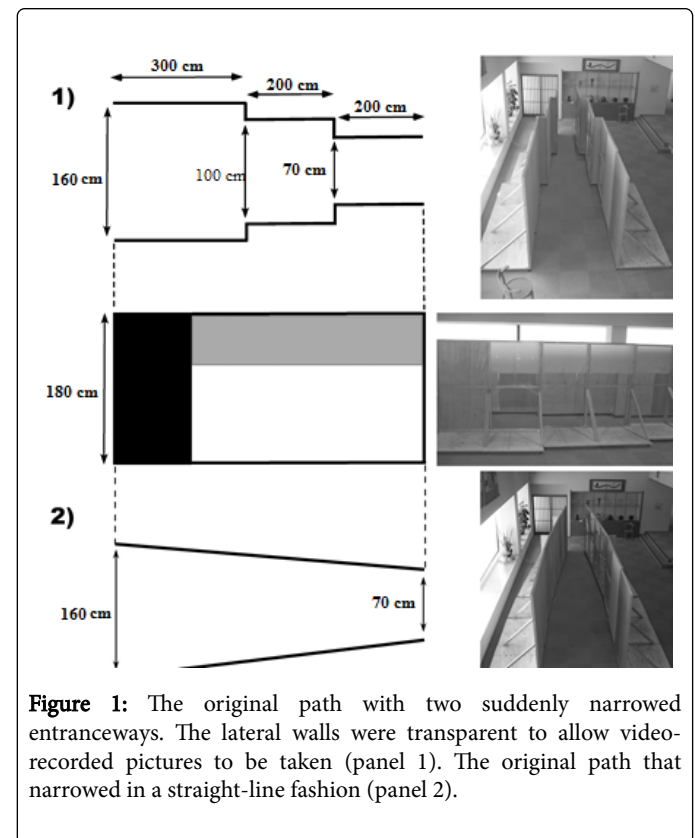 300 cm
200 cm
1)
200 cm
160 cm
100 cm
70 cm
180 cm
2)
160 cm
70 cm
Figure 1: The original path with two suddenly narrowed
entranceways. The lateral walls were transparent to allow video-
recorded pictures to be taken (panel 1). The original path that
narrowed in a straight-line fashion (panel 2).